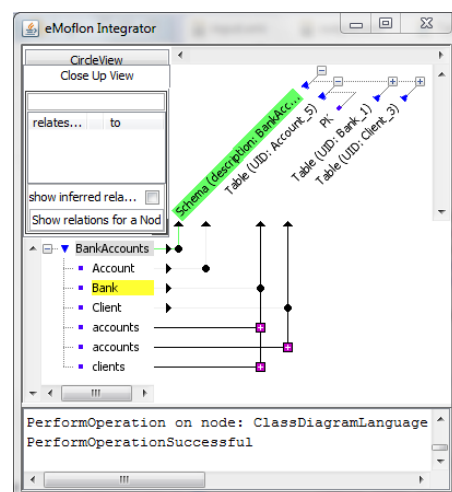 eMoflon Integrator
CircleView
Close Up View
relates... to
show inferred rela...
Show relations for a Nod
Schema (description: BankAcc...
Table (UID: Account_5)
PK
Table (UID: Bank_1)
Table (UID: Client_3)
BankAccounts
Account
Bank
Client
accounts
accounts
clients
PerformOperation on node: ClassDiagramLanguage
PerformOperationSuccessful